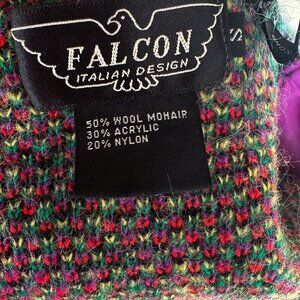 FALCON
ITALIAN DESIGN
S
50% WOOL MOHAIR
30% ACRYLIC
20% NYLON